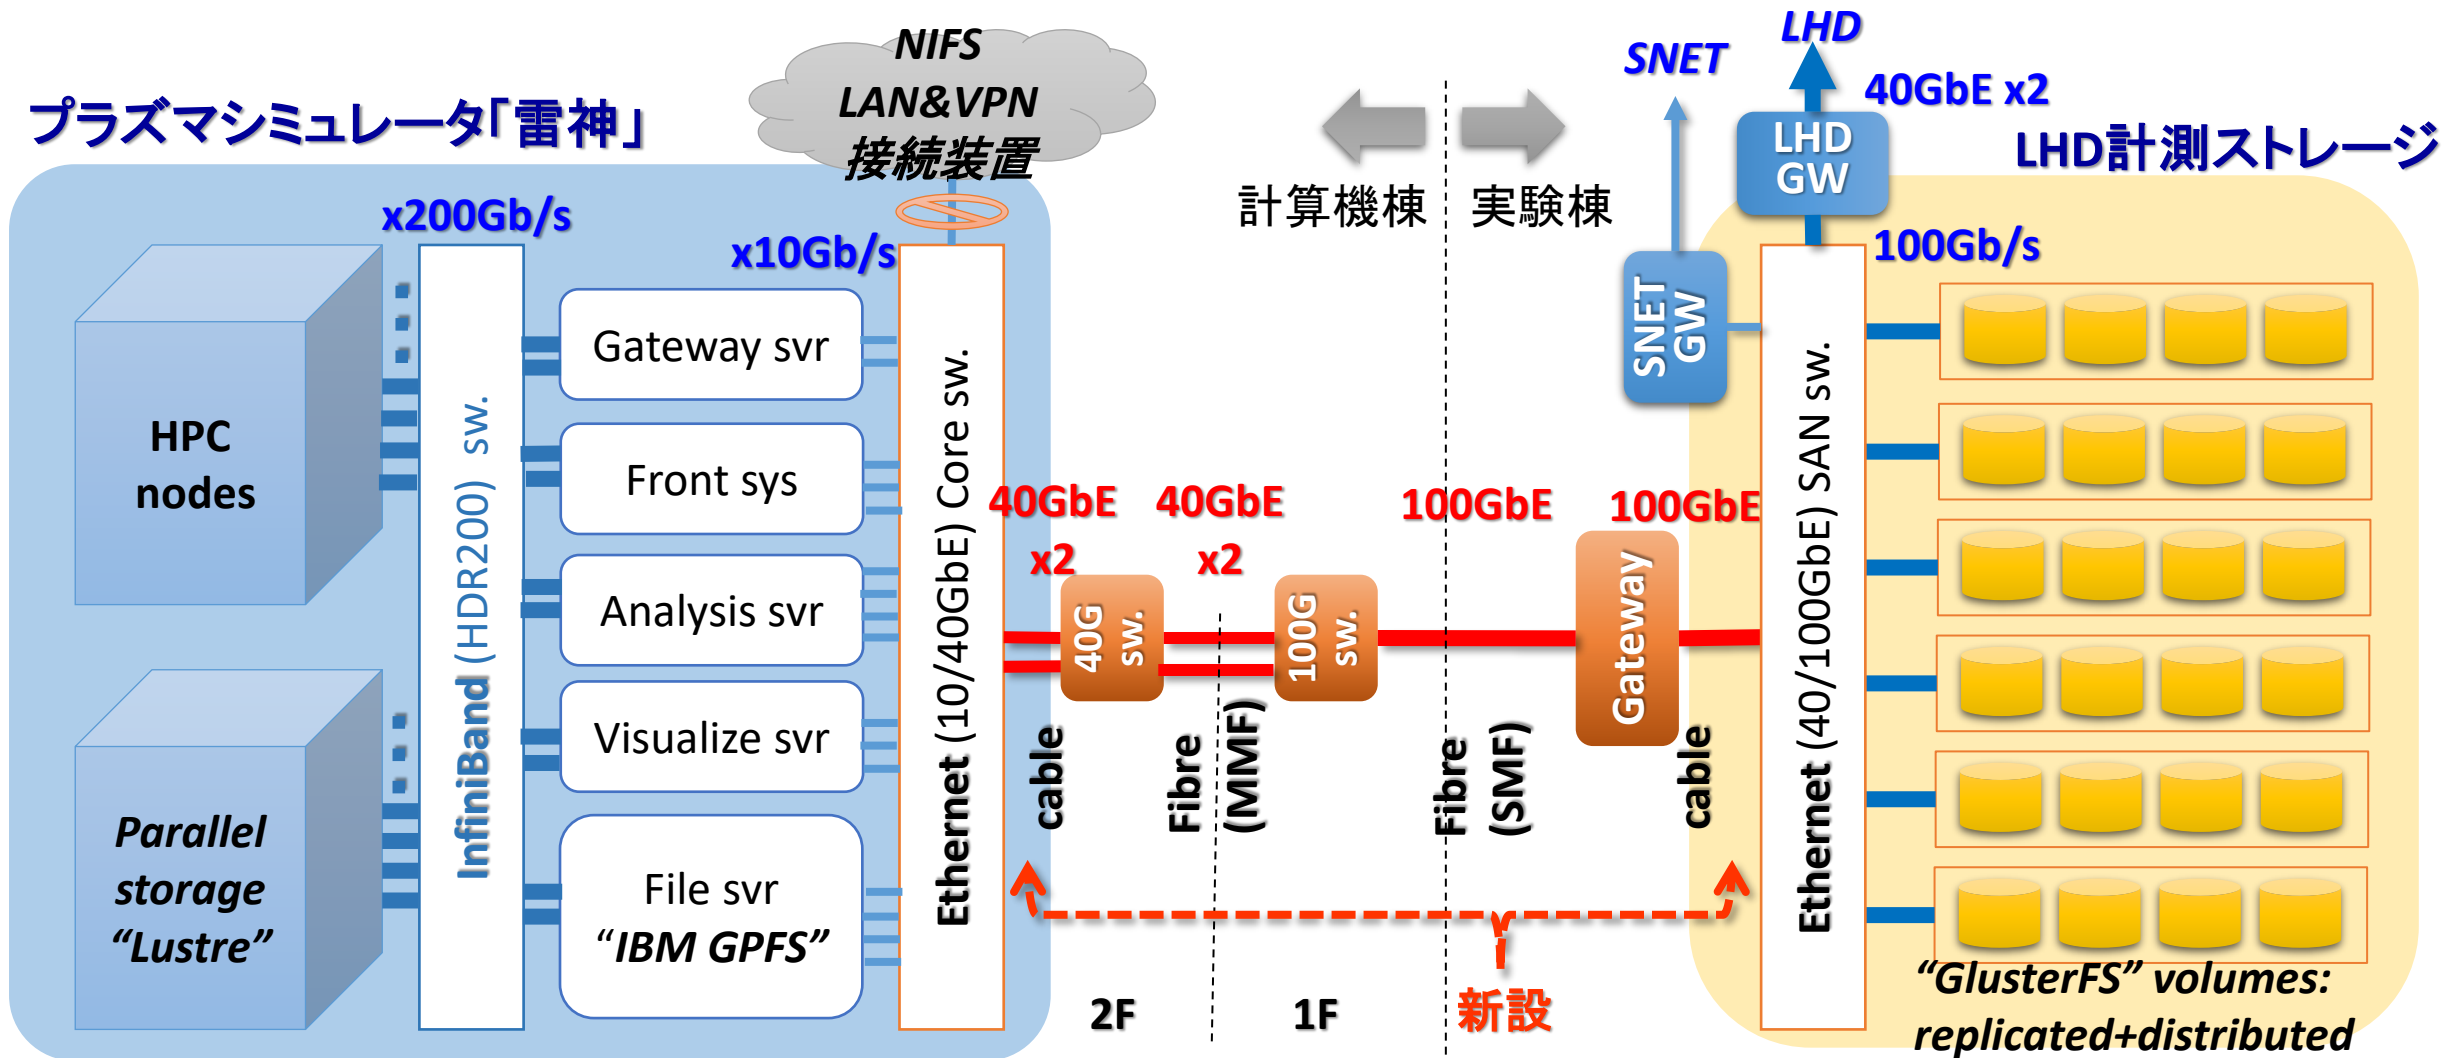 NIFS
LAN&VPN
接続装置
プラズマシミュレータ「雷神」
x200Gb/s
x10Gb/s
HPC
nodes
Parallel
storage
“Lustre”
InfiniBand (HDR200) sw.
Gateway svr
Front sys
Analysis svr
Visualize svr
File svr
“IBM GPFS”
Ethernet (10/40GbE) Core sw.
計算機棟
実験棟
40GbE
x2
40GbE
x2
100GbE
100GbE
40G
sw.
100G
sw.
Gateway
cable
Fibre
(MMF)
Fibre
(SMF)
cable
2F
1F
新設
SNET
LHD
40GbE x2
LHD
GW
SNET
GW
LHD計測ストレージ
100Gb/s
Ethernet (40/100GbE) SAN sw.
“GlusterFS” volumes:
replicated+distributed